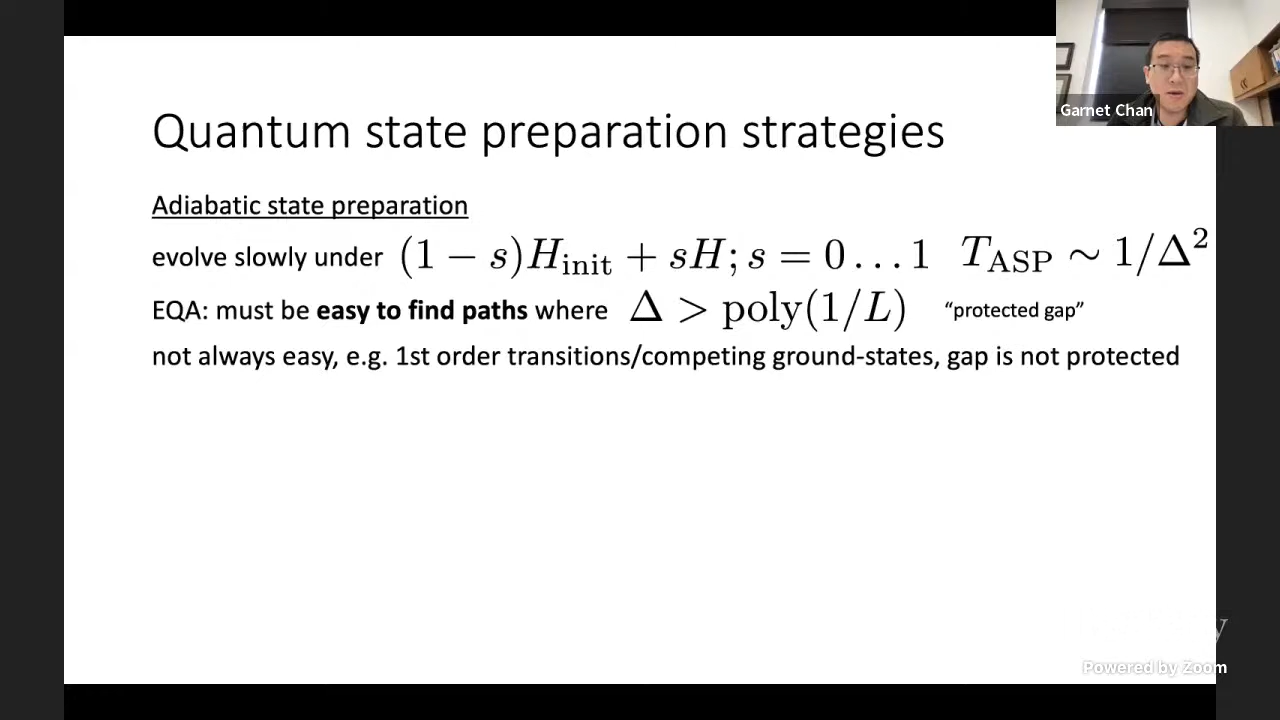 Garnet Chan
Quantum state preparation strategies
Adiabatic state preparation
evolve slowly under (1 − s)H_init + sH; s = 0 . . . 1 T_ASP ∼ 1/Δ²
EQA: must be easy to find paths where Δ > poly(1/L) “protected gap”
not always easy, e.g. 1st order transitions/competing ground-states, gap is not protected
Powered by Zoom